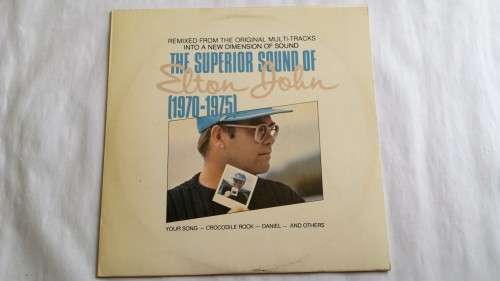 REMIXED FROM THE ORIGINAL MULTI-TRACKS
INTO A NEW DIMENSION OF SOUND
THE SUPERIOR SOUND OF
Elton John
(1970-1975)
YOUR SONG – CROCODILE ROCK – DANIEL – AND OTHERS